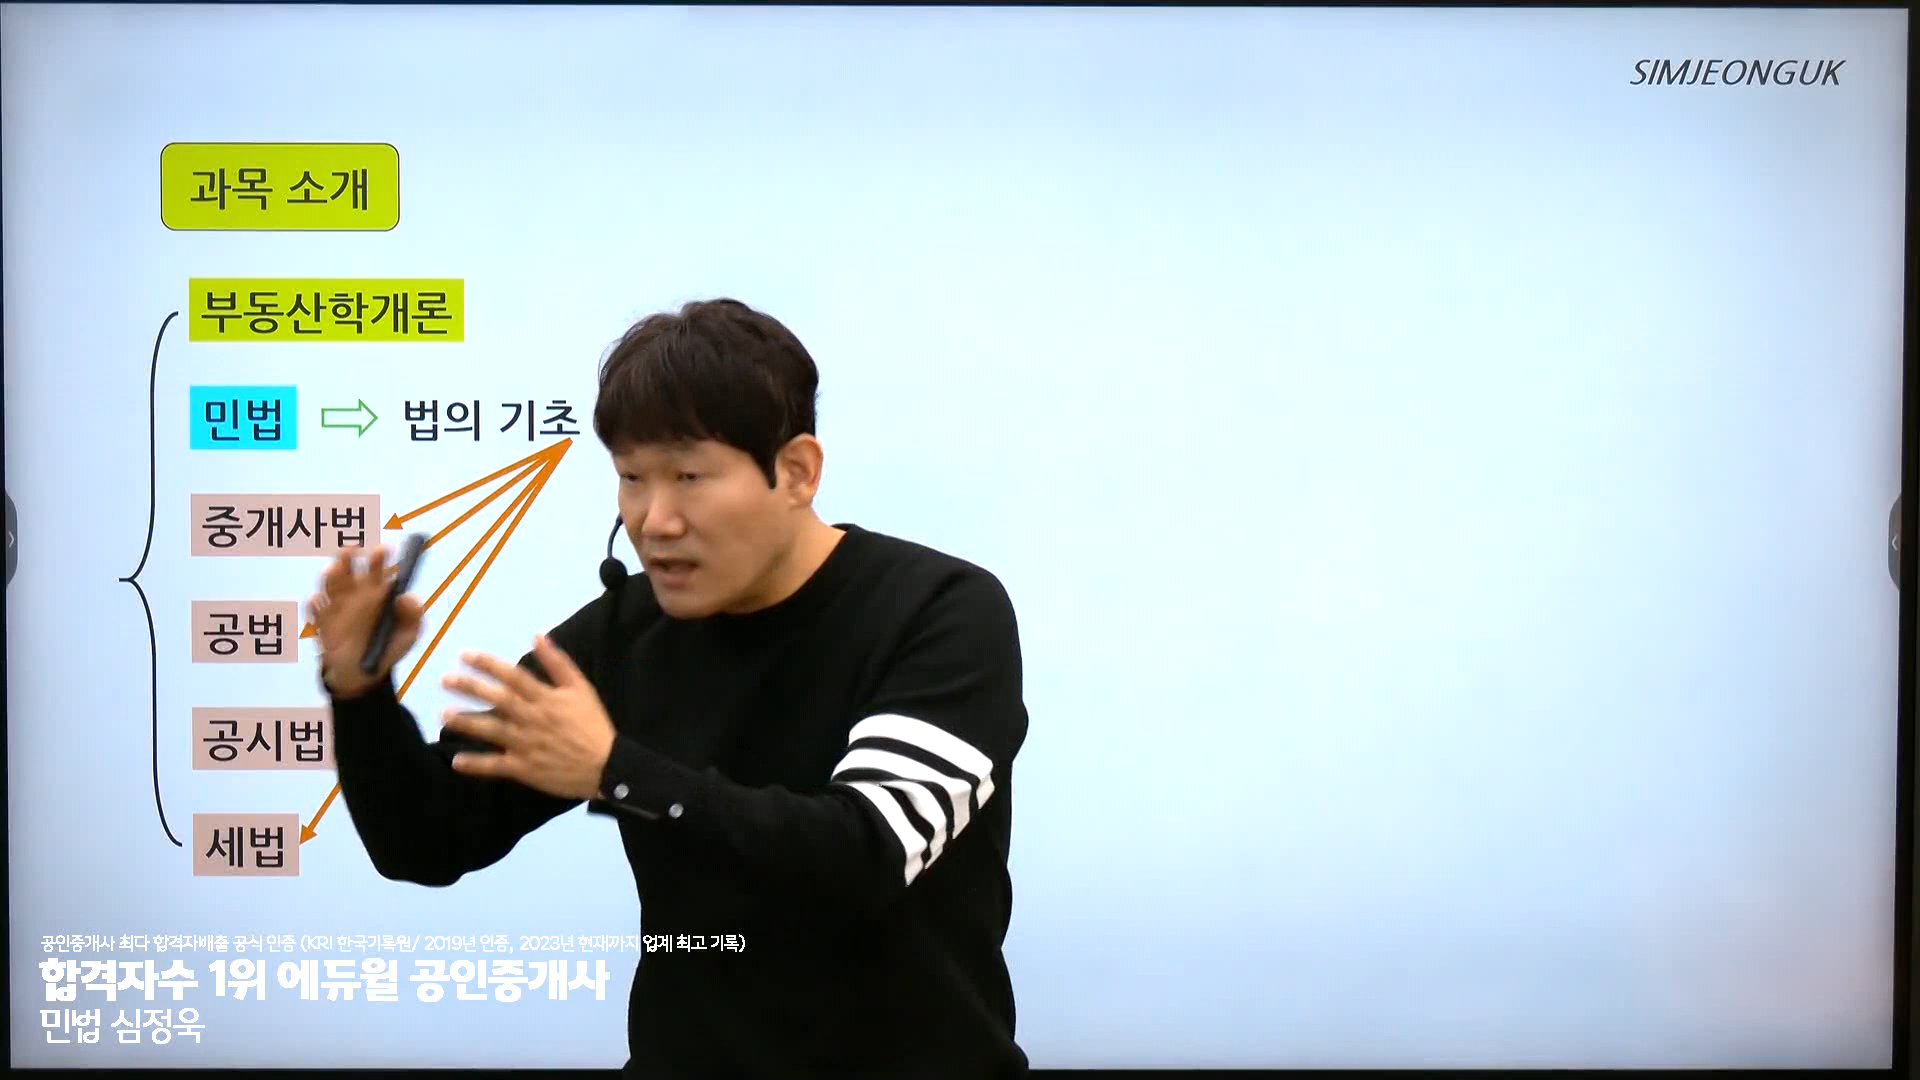 SIMJEONGUK
과목 소개
부동산학개론
민법 ⇨ 법의 기초
중개사법
공법
공시법
세법
공인중개사 최다 합격자배출 공식 인증 (KRI 한국기록원/ 2019년 인증, 2023년 현재까지 업계 최고 기록)
합격자수 1위 에듀윌 공인중개사
민법 심정욱